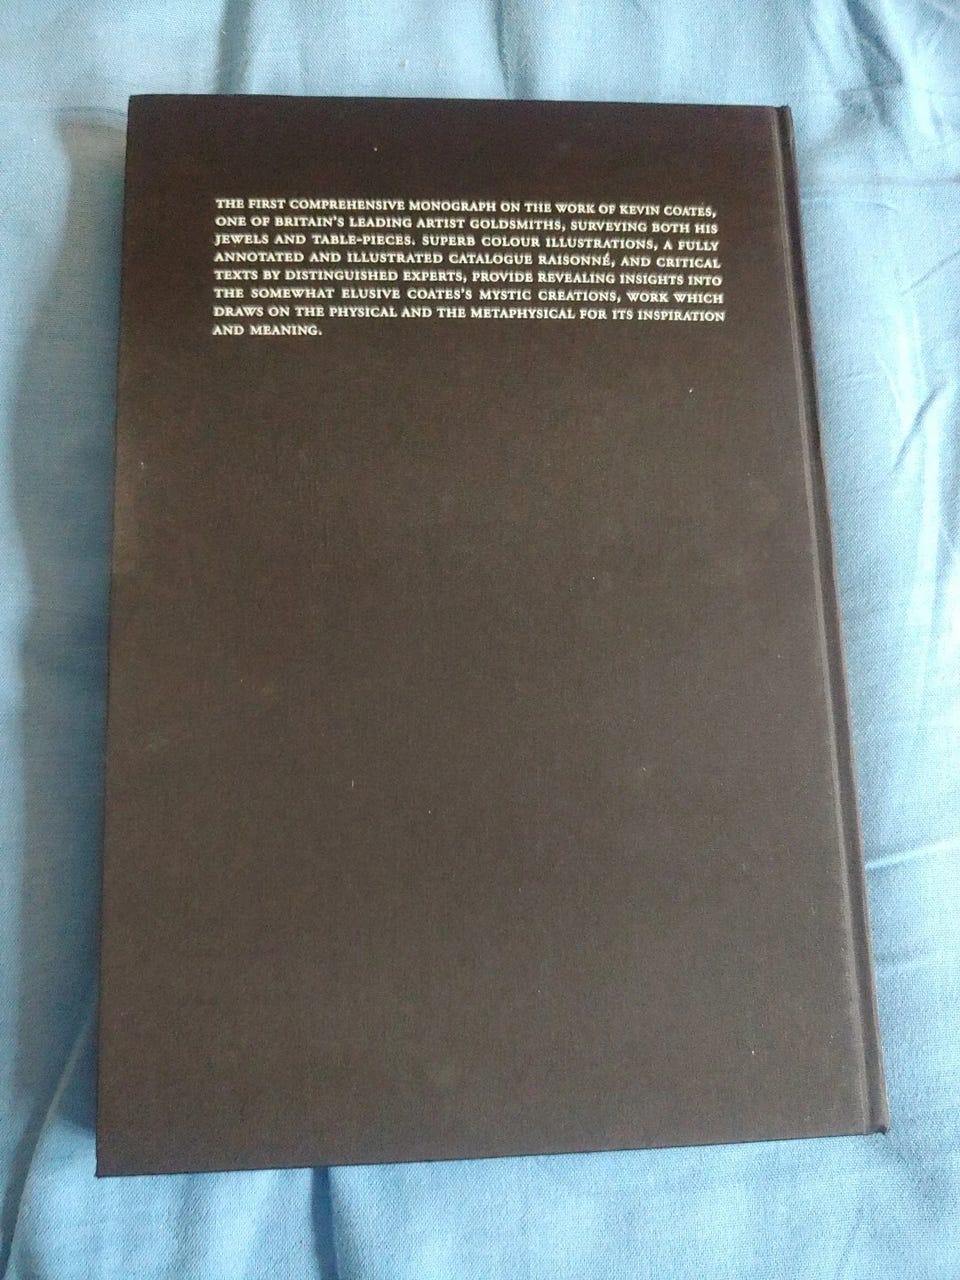 THE FIRST COMPREHENSIVE MONOGRAPH ON THE WORK OF KEVIN COATES,
ONE OF BRITAIN'S LEADING ARTIST GOLDSMITHS, SURVEYING BOTH HIS
JEWELS AND TABLE-PIECES. SUPERB COLOUR ILLUSTRATIONS, A FULLY
ANNOTATED AND ILLUSTRATED CATALOGUE RAISONNÉ, AND CRITICAL
TEXTS BY DISTINGUISHED EXPERTS, PROVIDE REVEALING INSIGHTS INTO
THE SOMEWHAT ELUSIVE COATES'S MYSTIC CREATIONS, WORK WHICH
DRAWS ON THE PHYSICAL AND THE METAPHYSICAL FOR ITS INSPIRATION
AND MEANING.